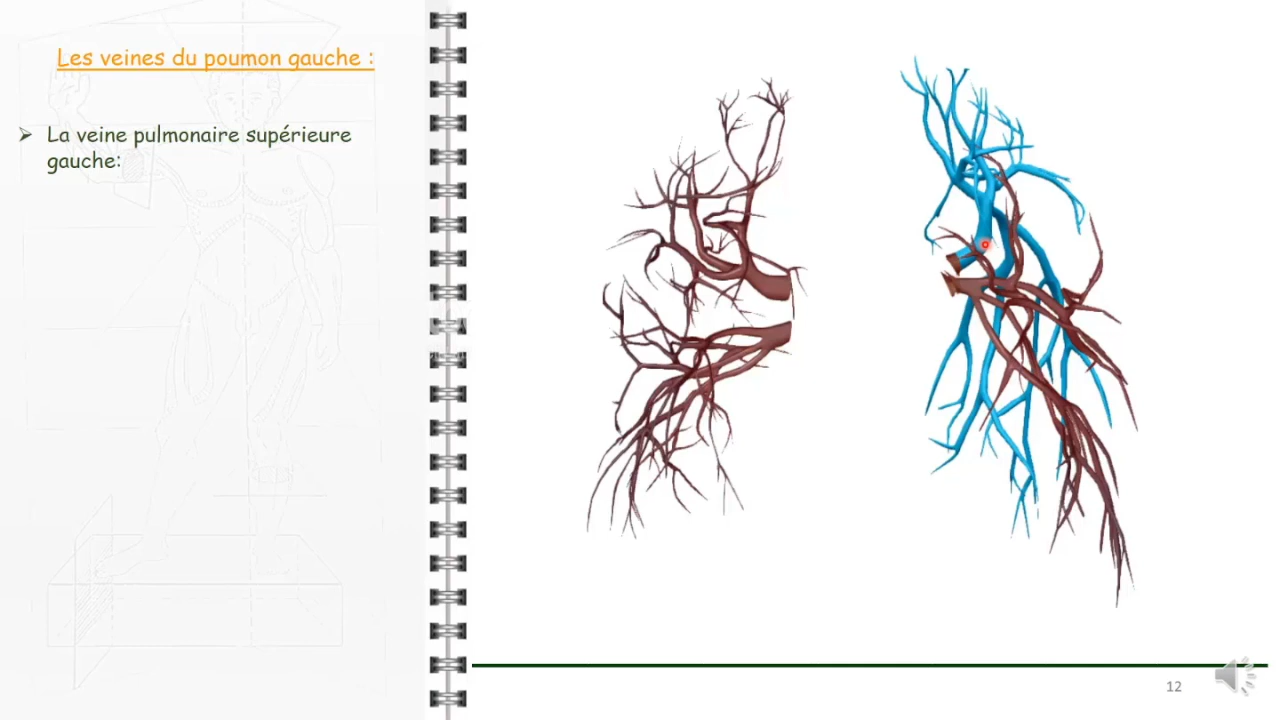 Les veines du poumon gauche :
➢ La veine pulmonaire supérieure
gauche:
12